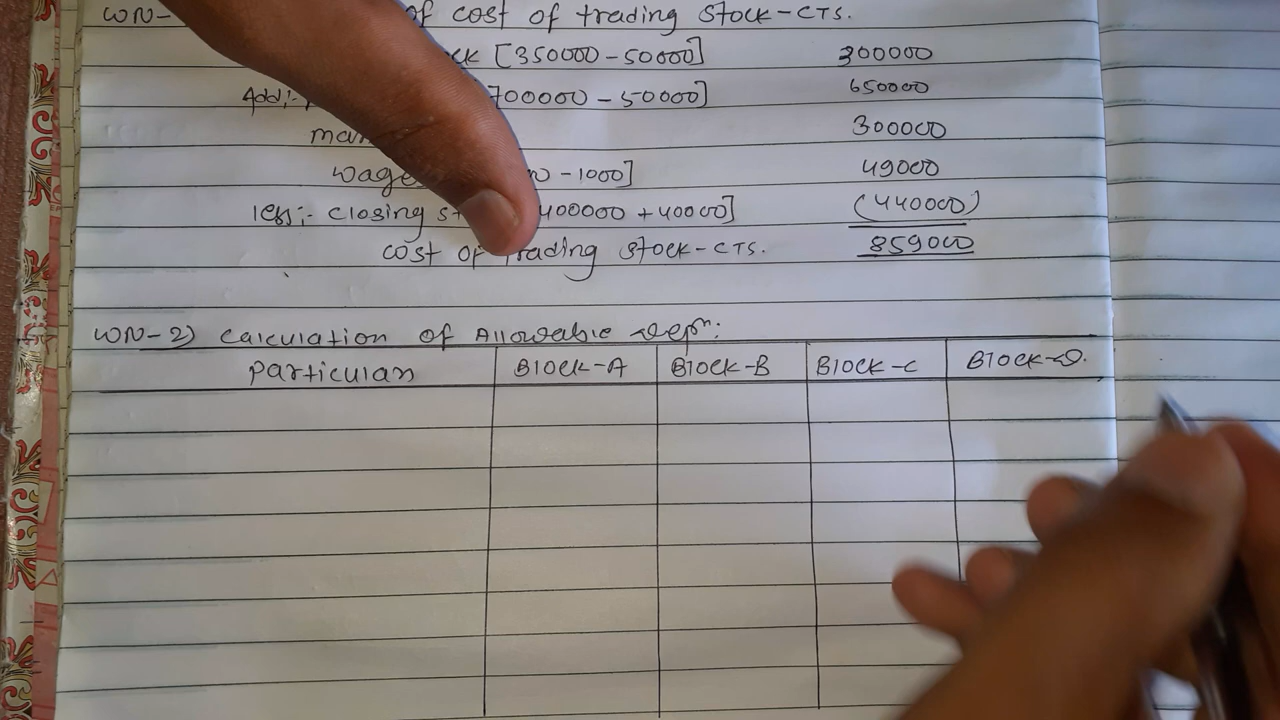 WN- of cost of trading Stock-CTS.
[350000-50000] 300000
Add:- 700000-50000] 650000
300000
wage -1000] 49000
less:- closing 400000+40000] (440000)
cost of Trading Stock-CTS. 859000
WN-2) Calculation of Allowable Depn:
Particular Block-A Block-B Block-C Block-D.